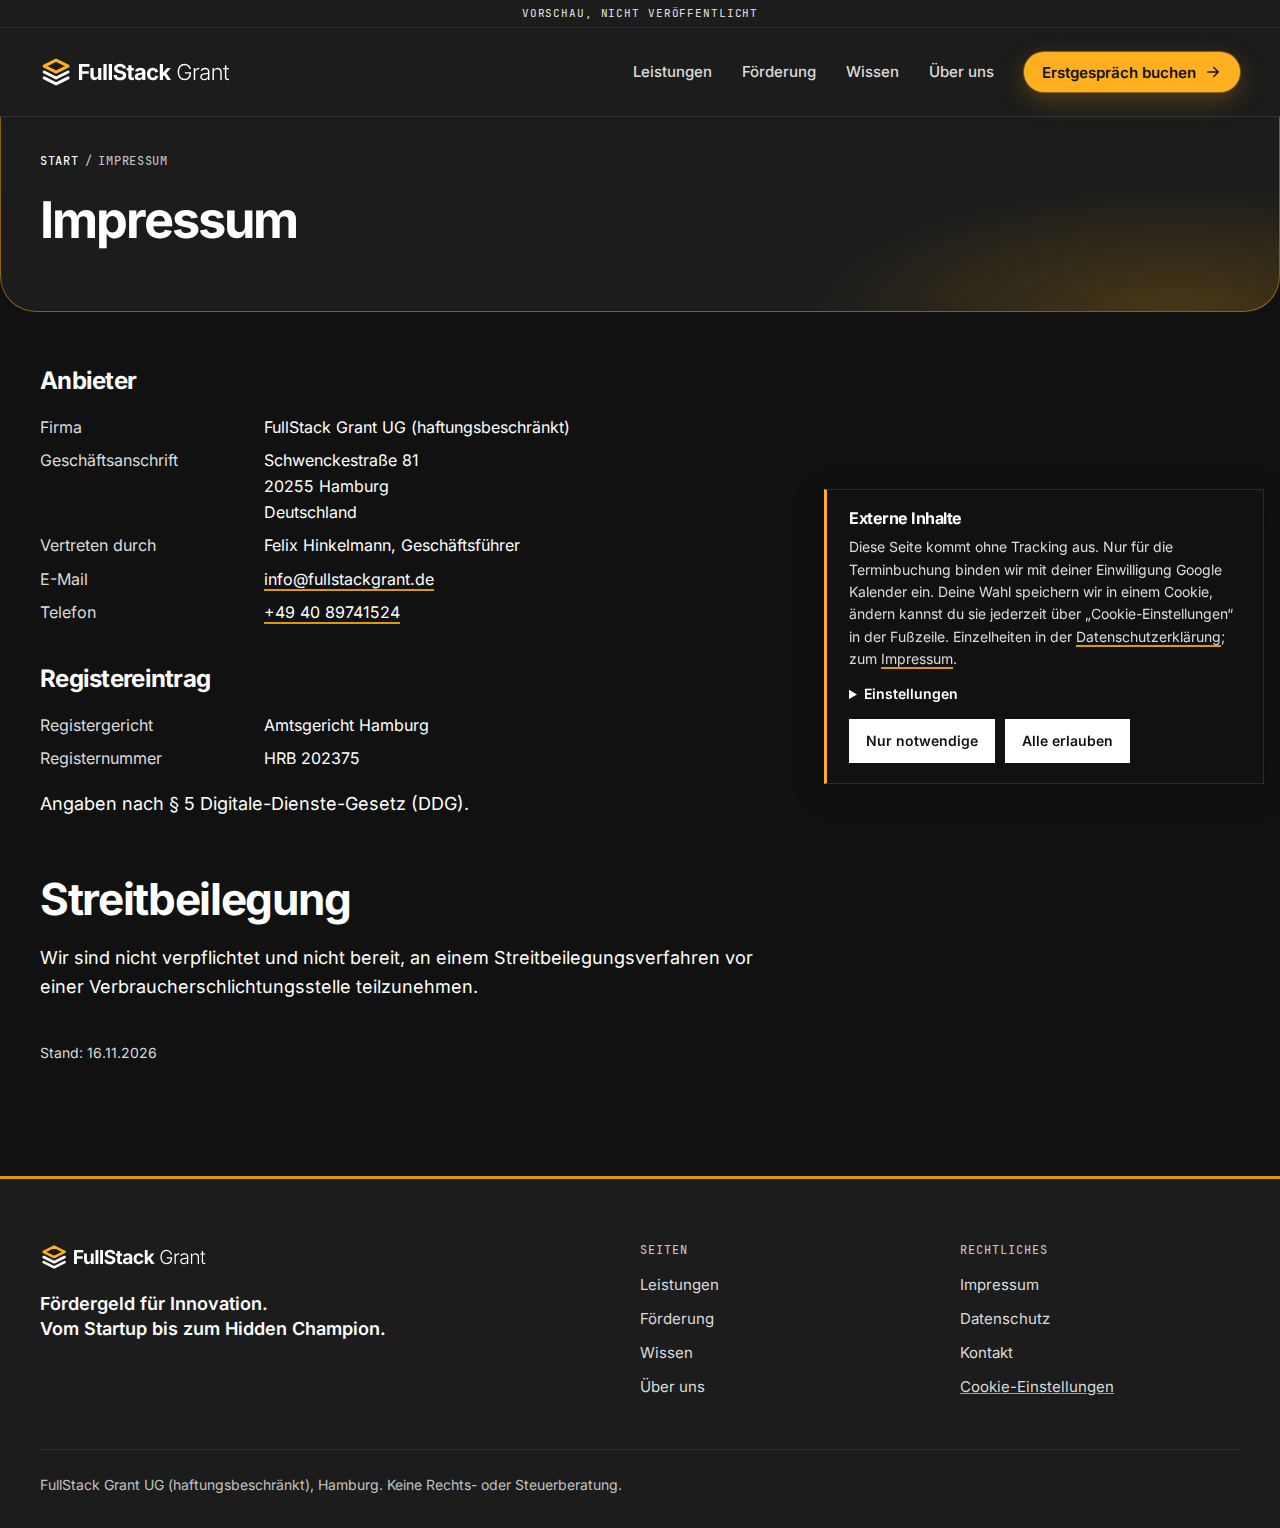 VORSCHAU, NICHT VERÖFFENTLICHT
FullStack Grant
Leistungen
Förderung
Wissen
Über uns
Erstgespräch buchen →
START / IMPRESSUM
Impressum
Anbieter
Firma
FullStack Grant UG (haftungsbeschränkt)
Geschäftsanschrift
Schwenckestraße 81
20255 Hamburg
Deutschland
Vertreten durch
Felix Hinkelmann, Geschäftsführer
E-Mail
info@fullstackgrant.de
Telefon
+49 40 89741524
Registereintrag
Registergericht
Amtsgericht Hamburg
Registernummer
HRB 202375
Angaben nach § 5 Digitale-Dienste-Gesetz (DDG).
Streitbeilegung
Wir sind nicht verpflichtet und nicht bereit, an einem Streitbeilegungsverfahren vor
einer Verbraucherschlichtungsstelle teilzunehmen.
Stand: 16.11.2026
Externe Inhalte
Diese Seite kommt ohne Tracking aus. Nur für die
Terminbuchung binden wir mit deiner Einwilligung Google
Kalender ein. Deine Wahl speichern wir in einem Cookie,
ändern kannst du sie jederzeit über „Cookie-Einstellungen“
in der Fußzeile. Einzelheiten in der Datenschutzerklärung;
zum Impressum.
Einstellungen
Nur notwendige
Alle erlauben
FullStack Grant
Fördergeld für Innovation.
Vom Startup bis zum Hidden Champion.
SEITEN
Leistungen
Förderung
Wissen
Über uns
RECHTLICHES
Impressum
Datenschutz
Kontakt
Cookie-Einstellungen
FullStack Grant UG (haftungsbeschränkt), Hamburg. Keine Rechts- oder Steuerberatung.